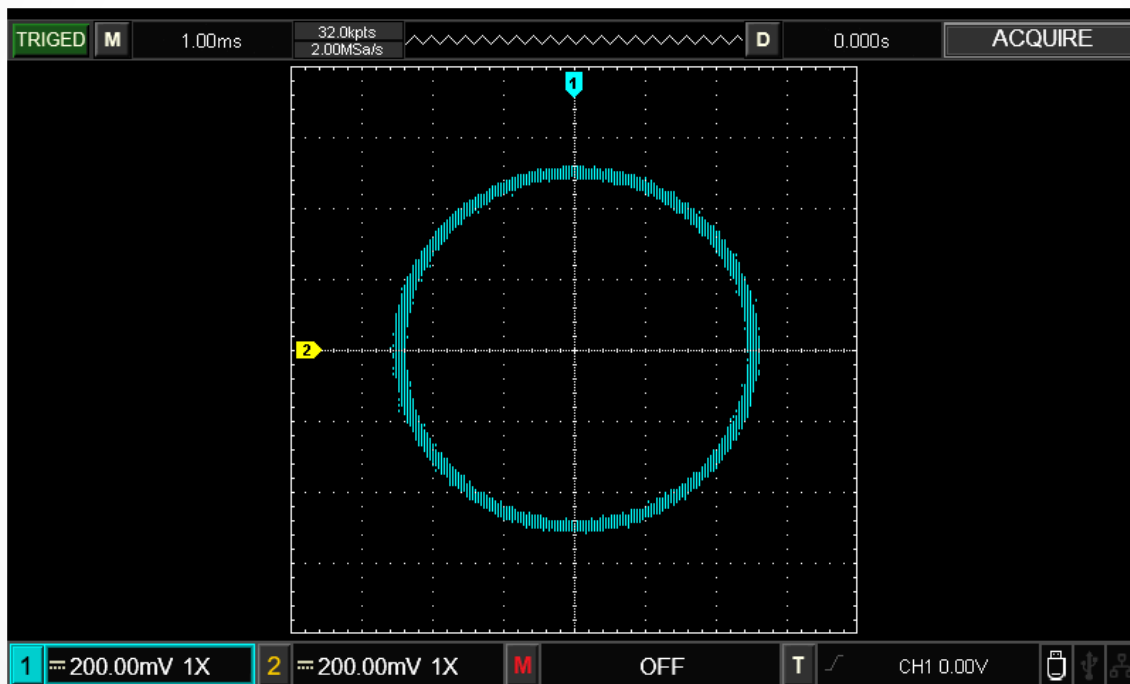 TRIGED M 1.00ms 32.0kpts D 0.000s ACQUIRE
2.00MSa/s
1
2
1 200.00mV 1X 2 200.00mV 1X M OFF T CH1 0.00V